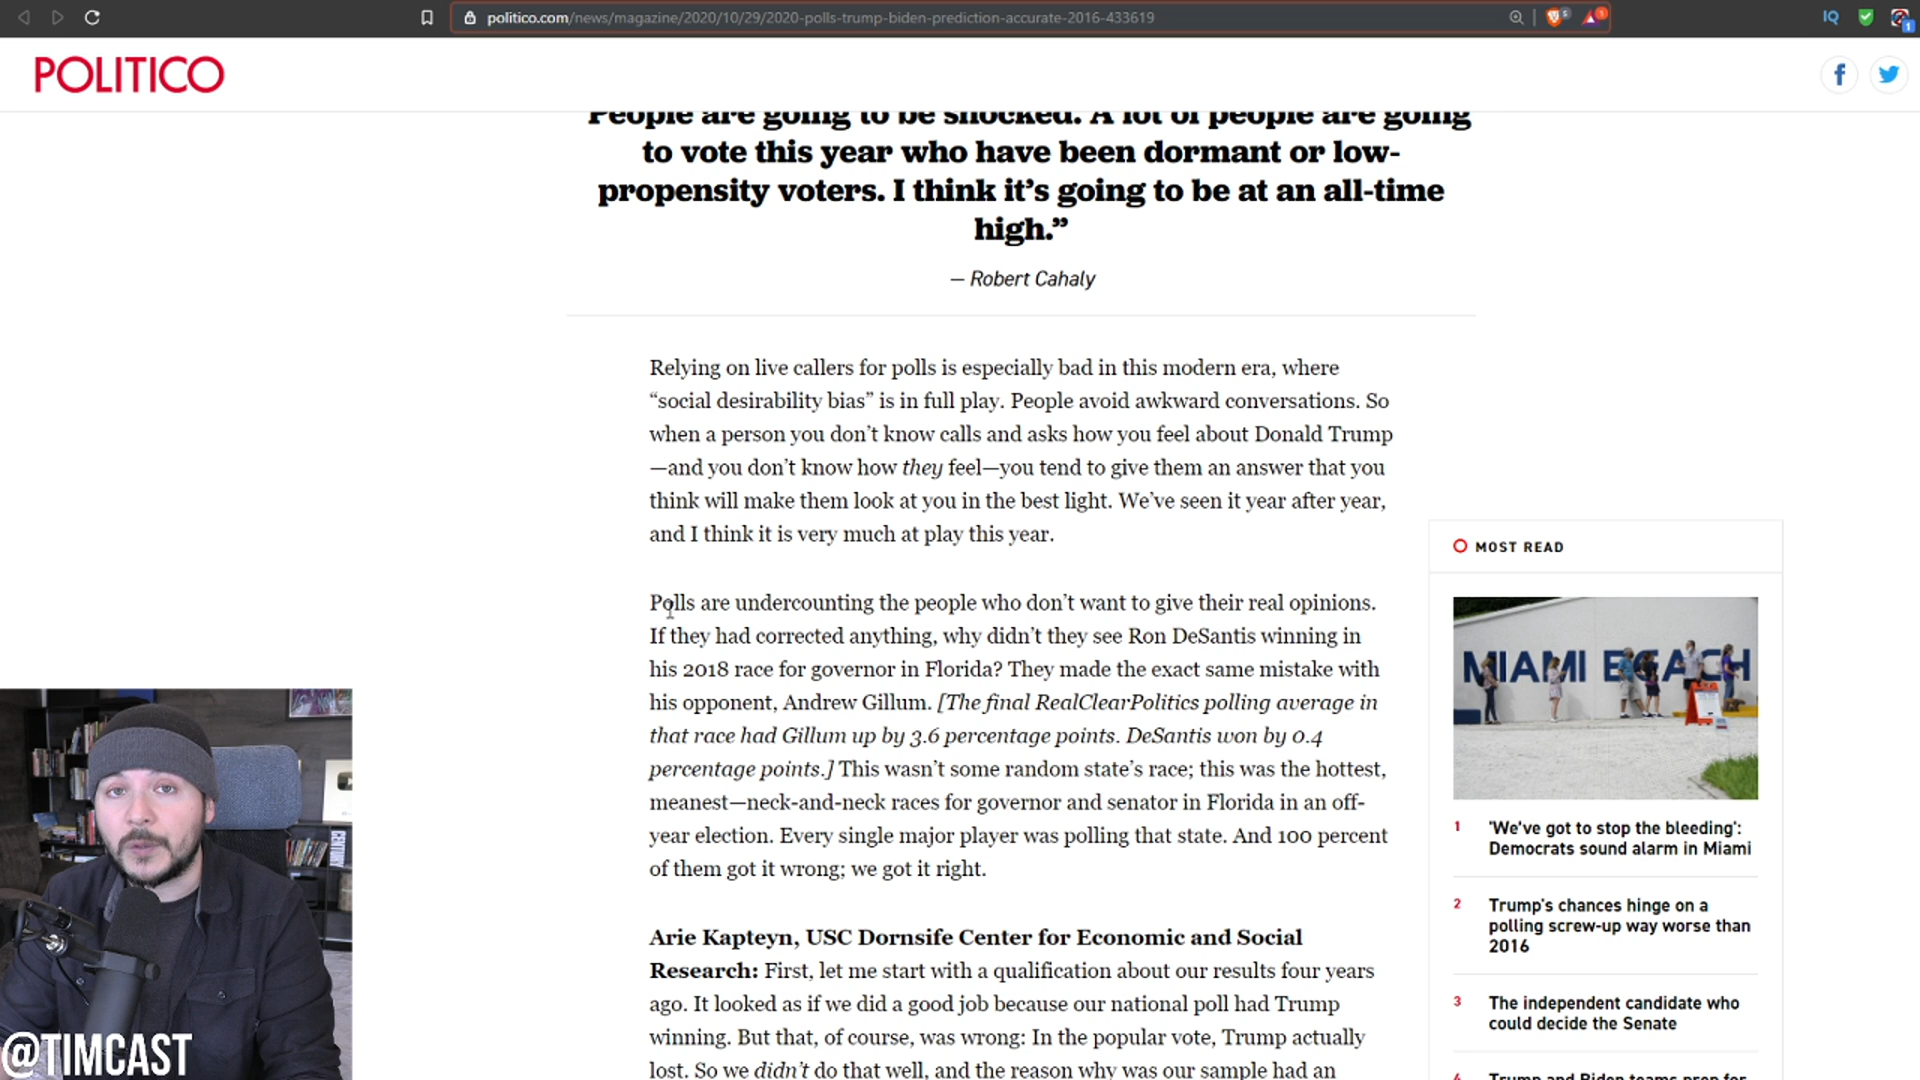 politico.com/news/magazine/2020/10/29/2020-polls-trump-biden-prediction-accurate-2016-433619
IQ
1
POLITICO
People are going to be shocked. A lot of people are going
to vote this year who have been dormant or low-
propensity voters. I think it's going to be at an all-time
high.”
— Robert Cahaly
Relying on live callers for polls is especially bad in this modern era, where
“social desirability bias” is in full play. People avoid awkward conversations. So
when a person you don't know calls and asks how you feel about Donald Trump
—and you don't know how they feel—you tend to give them an answer that you
think will make them look at you in the best light. We've seen it year after year,
and I think it is very much at play this year.
Polls are undercounting the people who don't want to give their real opinions.
If they had corrected anything, why didn't they see Ron DeSantis winning in
his 2018 race for governor in Florida? They made the exact same mistake with
his opponent, Andrew Gillum. [The final RealClearPolitics polling average in
that race had Gillum up by 3.6 percentage points. DeSantis won by 0.4
percentage points.] This wasn't some random state's race; this was the hottest,
meanest—neck-and-neck races for governor and senator in Florida in an off-
year election. Every single major player was polling that state. And 100 percent
of them got it wrong; we got it right.
Arie Kapteyn, USC Dornsife Center for Economic and Social
Research: First, let me start with a qualification about our results four years
ago. It looked as if we did a good job because our national poll had Trump
winning. But that, of course, was wrong: In the popular vote, Trump actually
lost. So we didn't do that well, and the reason why was our sample had an
MOST READ
MIAMI BEACH
1 'We've got to stop the bleeding':
Democrats sound alarm in Miami
2 Trump's chances hinge on a
polling screw-up way worse than
2016
3 The independent candidate who
could decide the Senate
4 Trump and Biden teams prep for
@TIMCAST